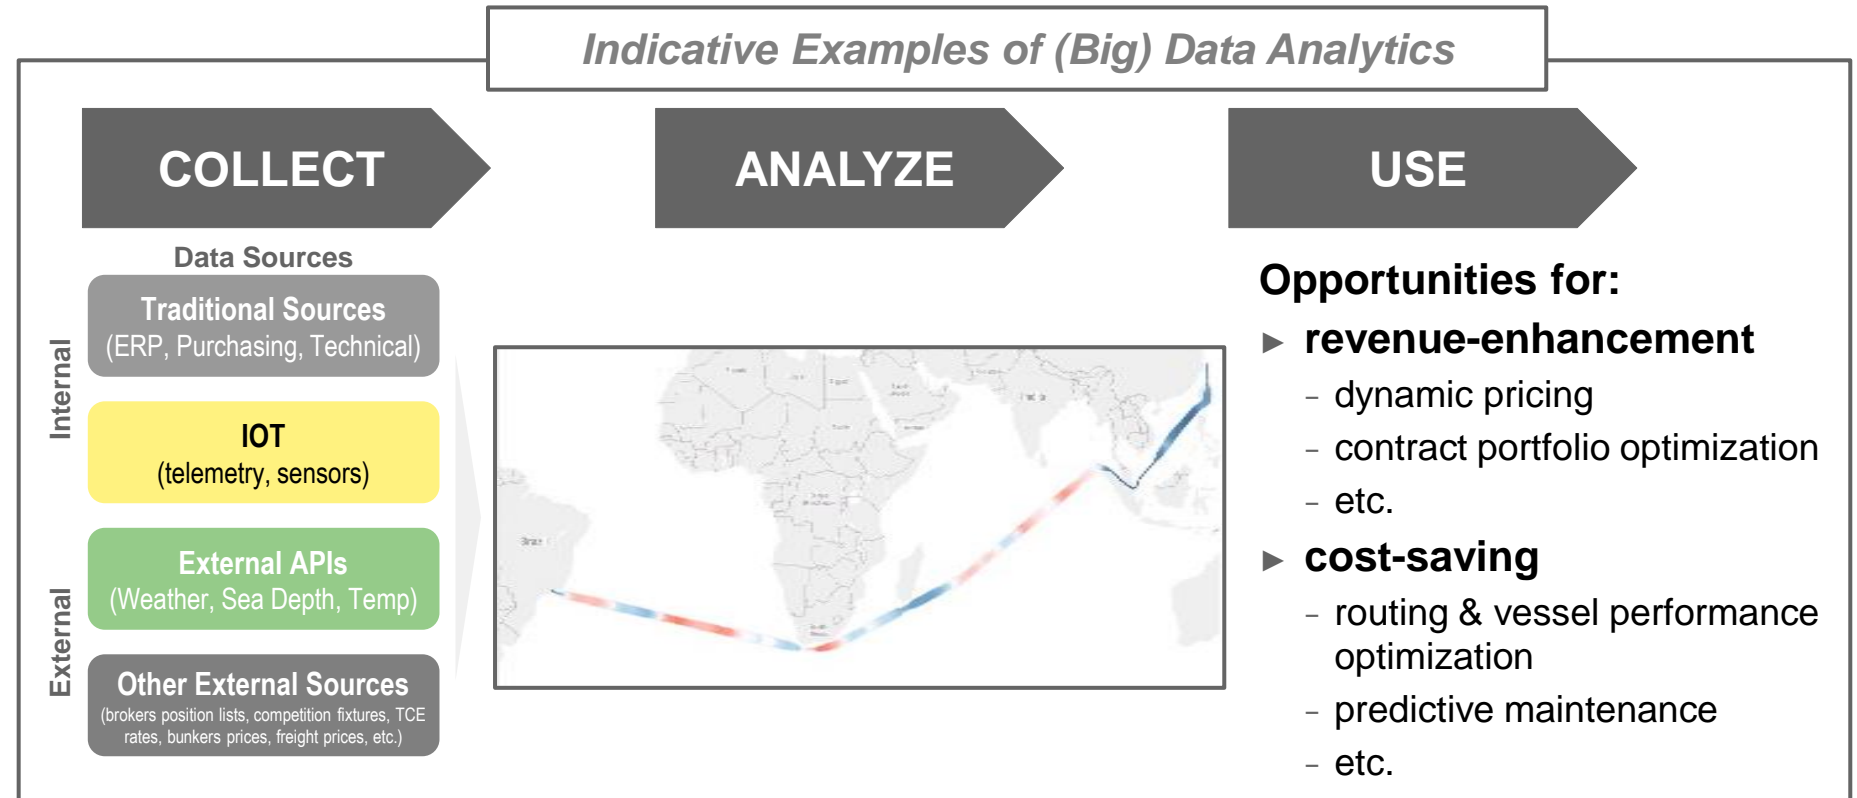 Indicative Examples of (Big) Data Analytics
COLLECT
ANALYZE
USE
Data Sources
Internal
Traditional Sources
(ERP, Purchasing, Technical)
IOT
(telemetry, sensors)
External
External APIs
(Weather, Sea Depth, Temp)
Other External Sources
(brokers position lists, competition fixtures, TCE
rates, bunkers prices, freight prices, etc.)
Opportunities for:
► revenue-enhancement
- dynamic pricing
- contract portfolio optimization
- etc.
► cost-saving
- routing & vessel performance
optimization
- predictive maintenance
- etc.